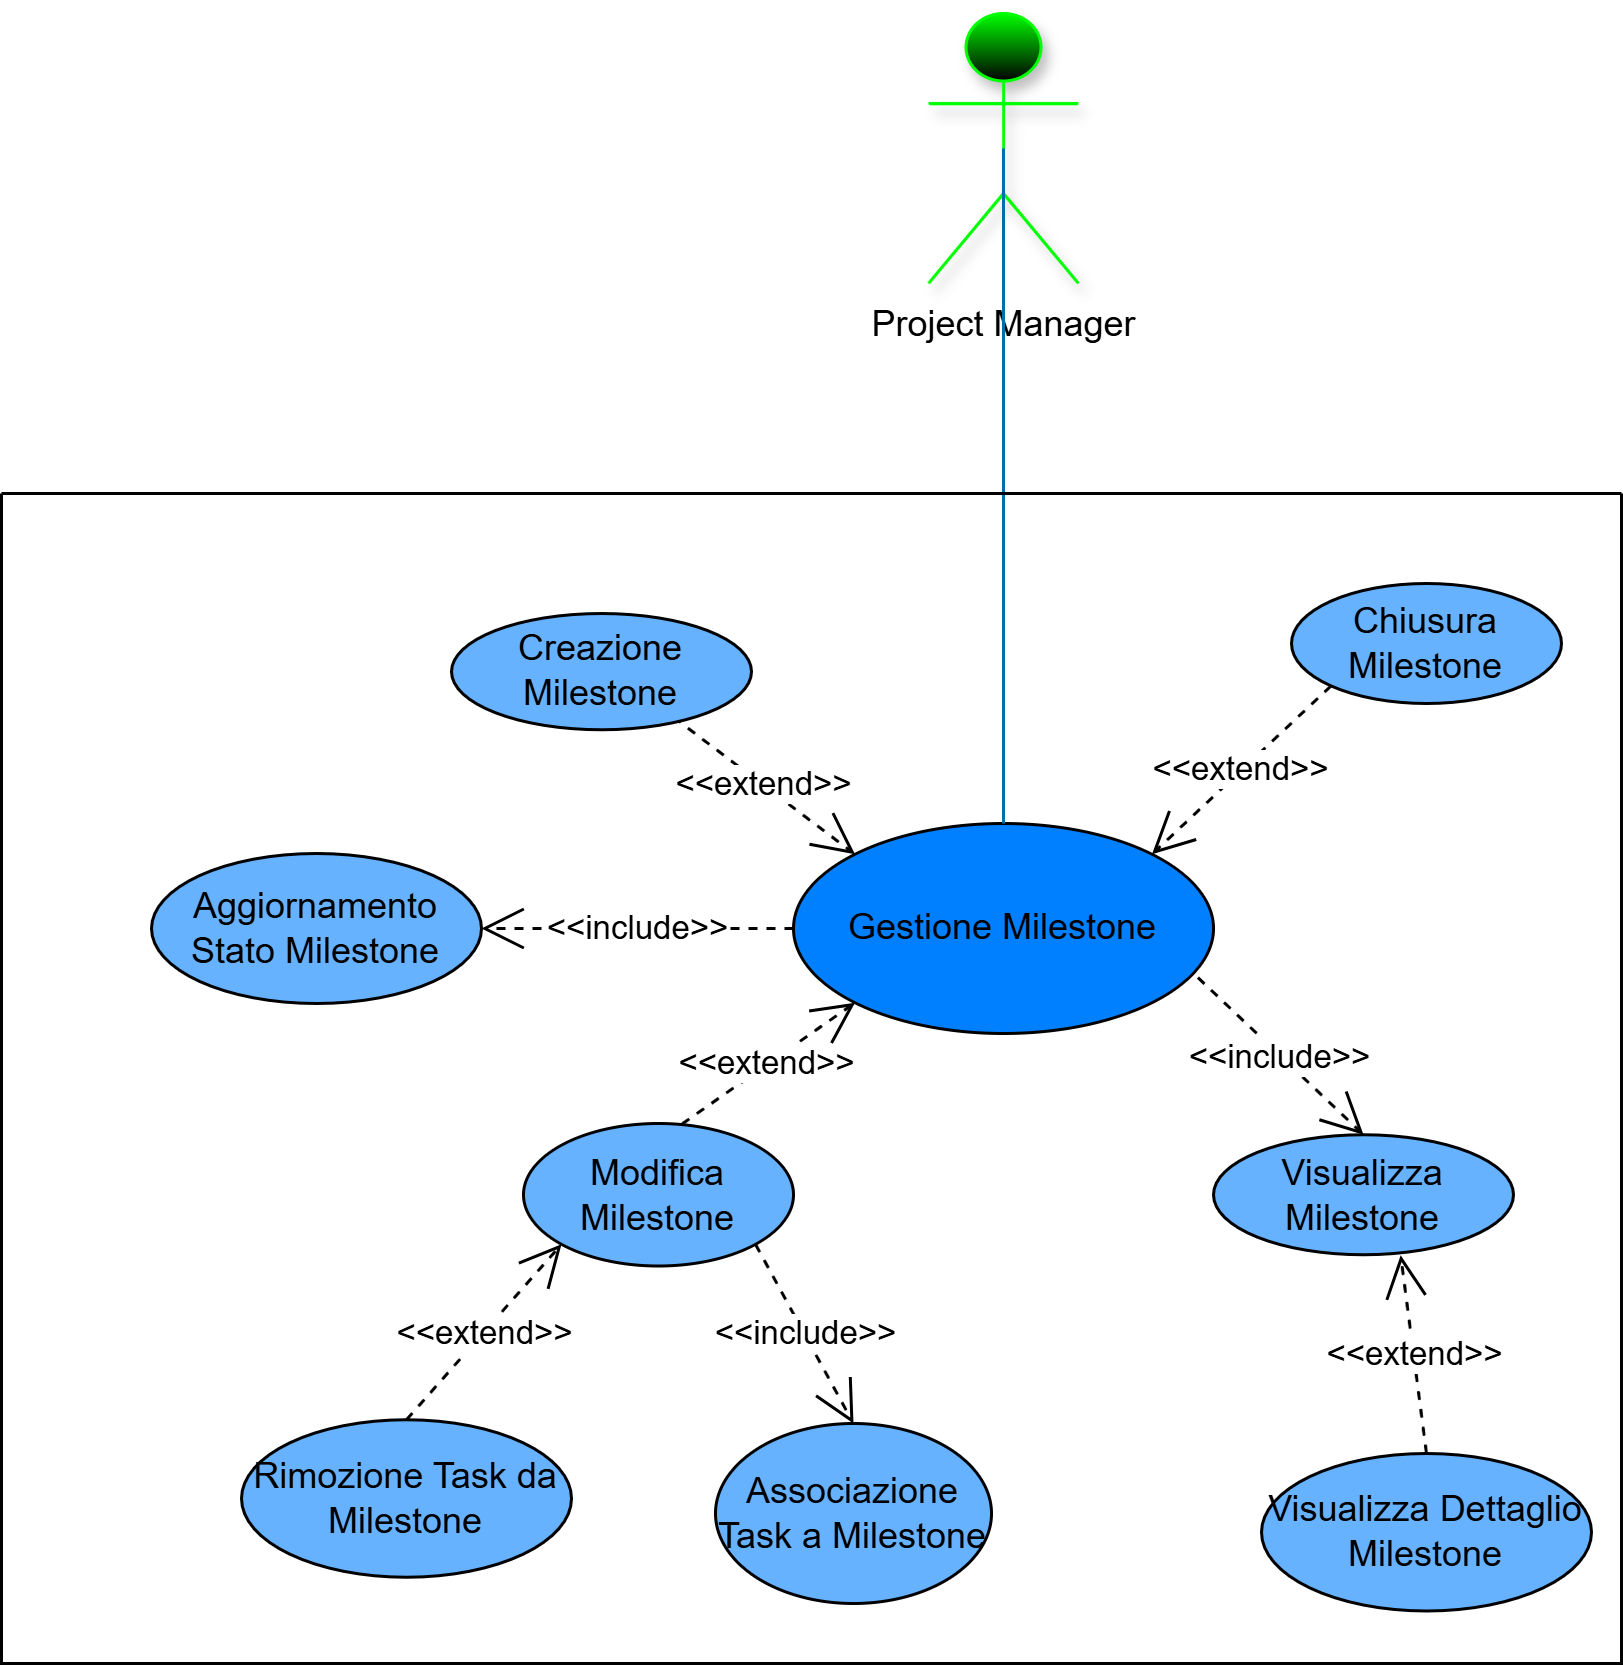 Project Manager
Creazione
Milestone
Chiusura
Milestone
<<extend>>
<<extend>>
Aggiornamento
Stato Milestone
<<include>>
Gestione Milestone
<<extend>>
<<include>>
Modifica
Milestone
Visualizza
Milestone
<<extend>>
<<include>>
<<extend>>
Rimozione Task da
Milestone
Associazione
Task a Milestone
Visualizza Dettaglio
Milestone